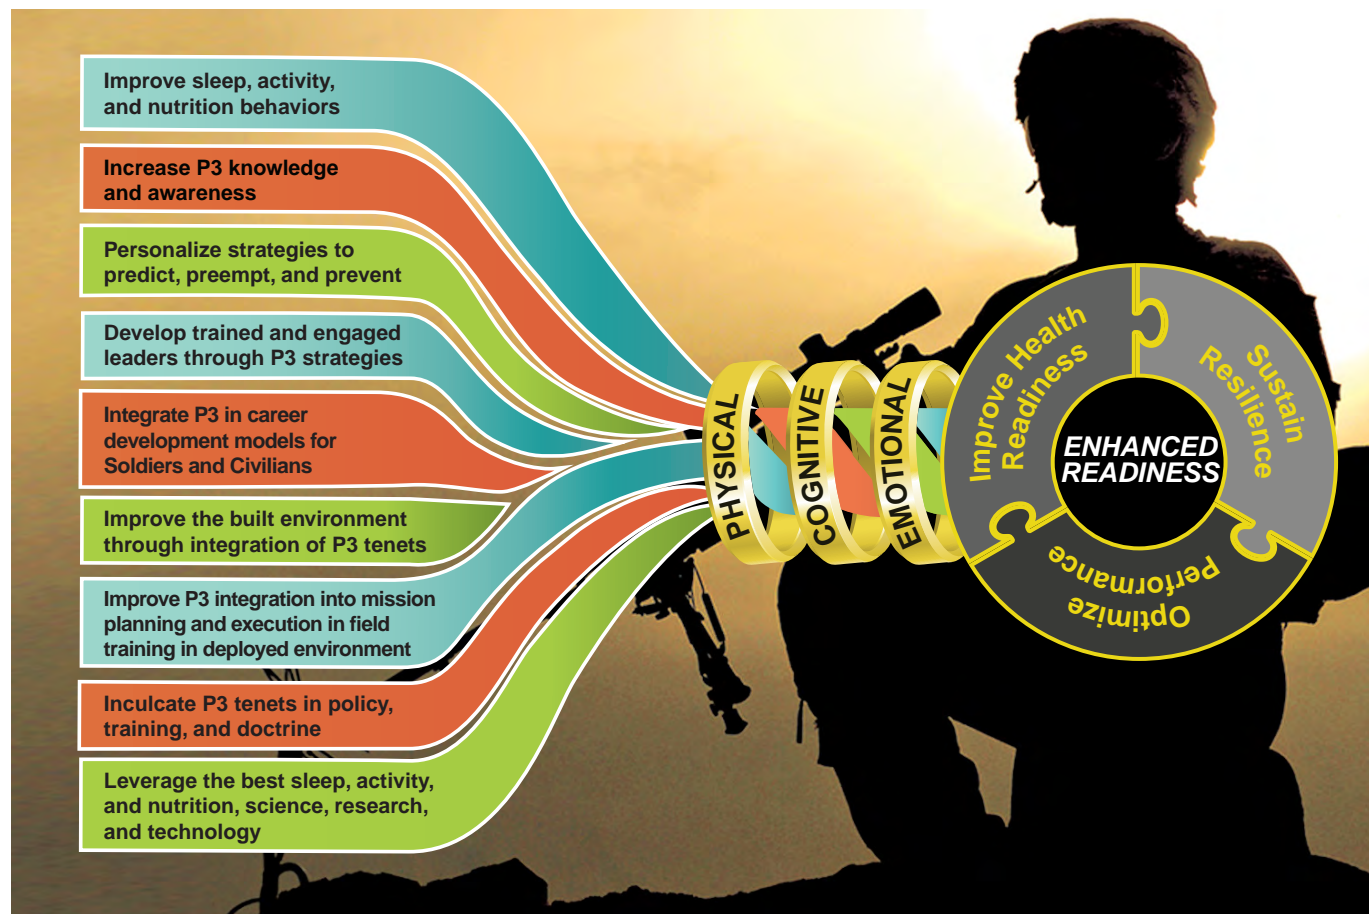 Improve sleep, activity,
and nutrition behaviors
Increase P3 knowledge
and awareness
Personalize strategies to
predict, preempt, and prevent
Develop trained and engaged
leaders through P3 strategies
Integrate P3 in career
development models for
Soldiers and Civilians
Improve the built environment
through integration of P3 tenets
Improve P3 integration into mission
planning and execution in field
training in deployed environment
Inculcate P3 tenets in policy,
training, and doctrine
Leverage the best sleep, activity,
and nutrition, science, research,
and technology
PHYSICAL
COGNITIVE
EMOTIONAL
Improve Health
Readiness
Sustain
Resilience
Optimize
Performance
ENHANCED
READINESS